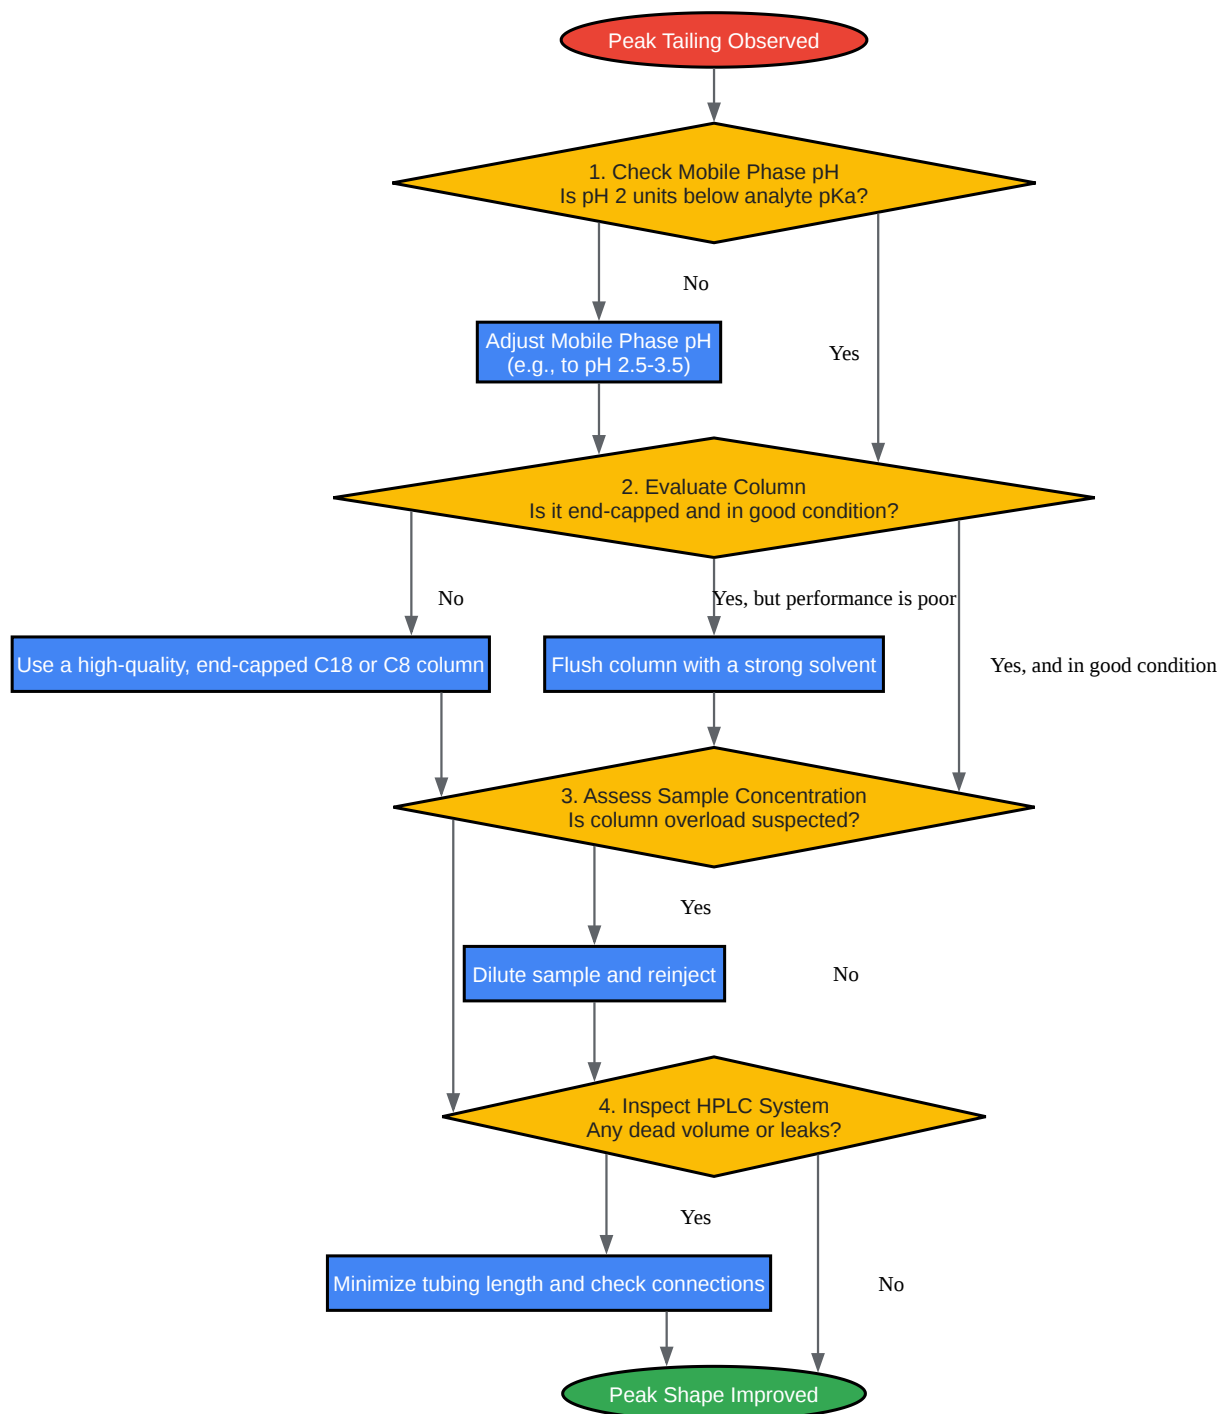 Peak Tailing Observed
1. Check Mobile Phase pH
Is pH 2 units below analyte pKa?
No
Adjust Mobile Phase pH
(e.g., to pH 2.5-3.5)
Yes
2. Evaluate Column
Is it end-capped and in good condition?
No
Yes, but performance is poor
Use a high-quality, end-capped C18 or C8 column
Flush column with a strong solvent
Yes, and in good condition
3. Assess Sample Concentration
Is column overload suspected?
Yes
Dilute sample and reinject
No
4. Inspect HPLC System
Any dead volume or leaks?
Yes
Minimize tubing length and check connections
No
Peak Shape Improved